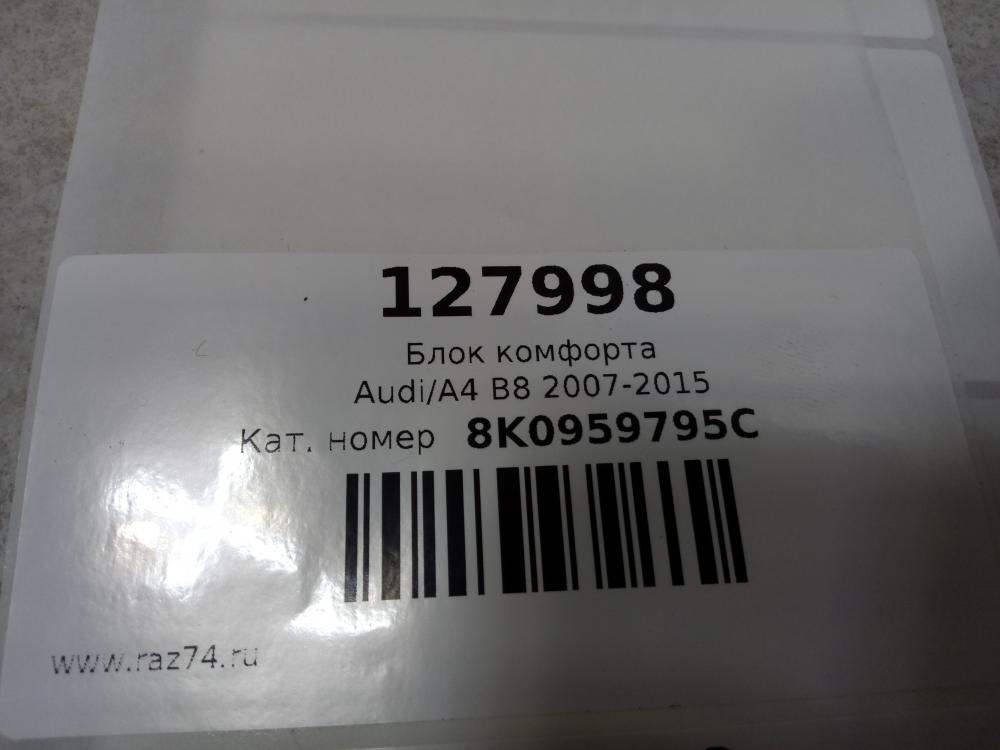 127998
Блок комфорта
Audi/A4 B8 2007-2015
Кат. номер 8K0959795C
www.raz74.ru